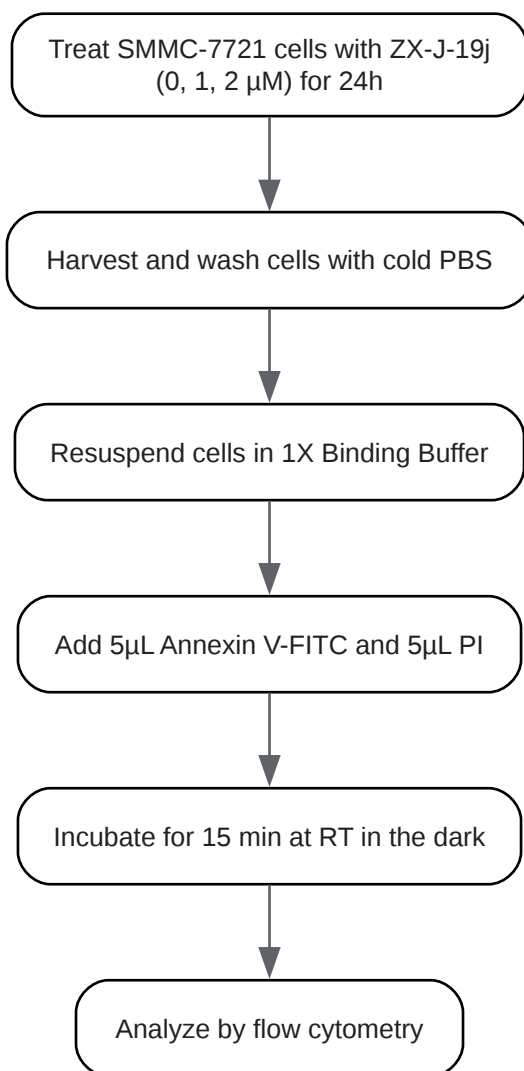 Treat SMMC-7721 cells with ZX-J-19j
(0, 1, 2 µM) for 24h
Harvest and wash cells with cold PBS
Resuspend cells in 1X Binding Buffer
Add 5µL Annexin V-FITC and 5µL PI
Incubate for 15 min at RT in the dark
Analyze by flow cytometry